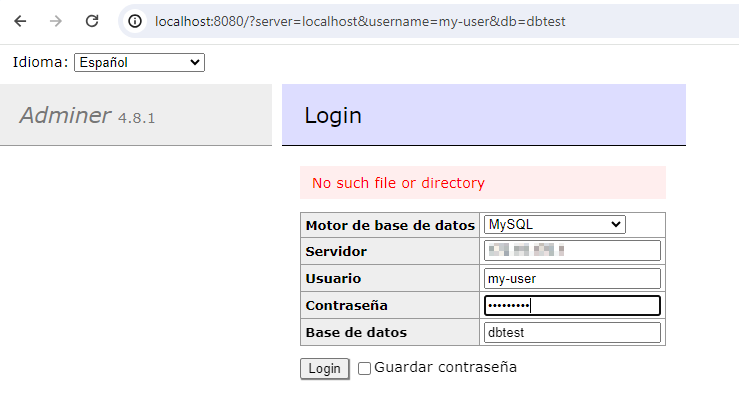 localhost:8080/?server=localhost&username=my-user&db=dbtest
Idioma: Español
Adminer 4.8.1
Login
No such file or directory
Motor de base de datos MySQL
Servidor
Usuario my-user
Contraseña •••••••••
Base de datos dbtest
Login Guardar contraseña